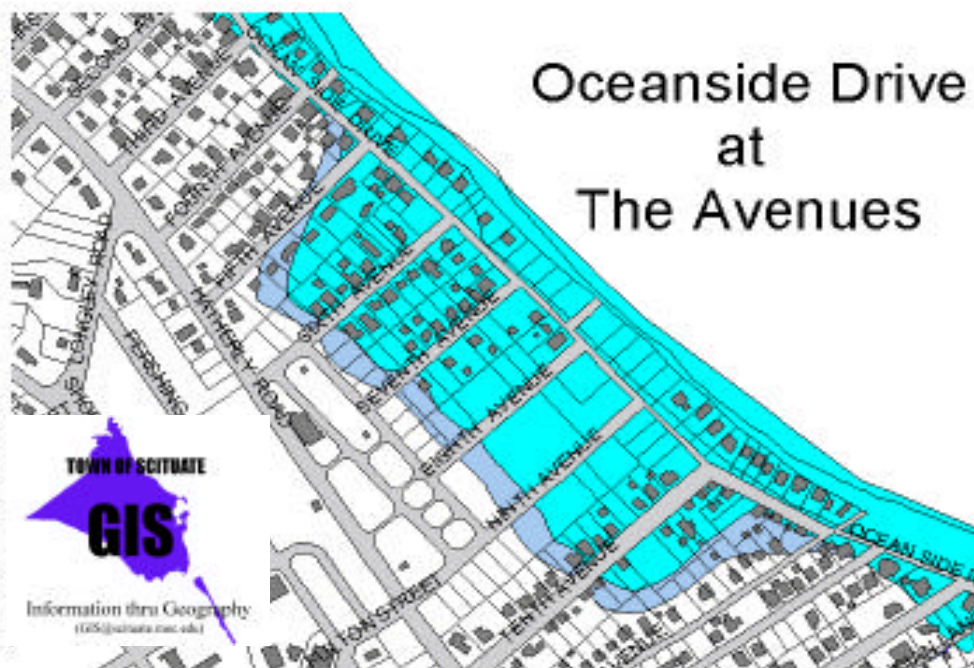 Oceanside Drive
at
The Avenues
OCEAN SIDE DRIVE
SECOND
THIRD AVENUE
FOURTH AVENUE
FIFTH AVENUE
SIXTH AVENUE
SEVENTH AVENUE
EIGHTH AVENUE
NINTH AVENUE
TENTH AVENUE
AVENUE
HATHERLY ROAD
LONGLEY ROAD
PERSHING
STREET
OCEAN SIDE
TOWN OF SCITUATE
GIS
Information thru Geography